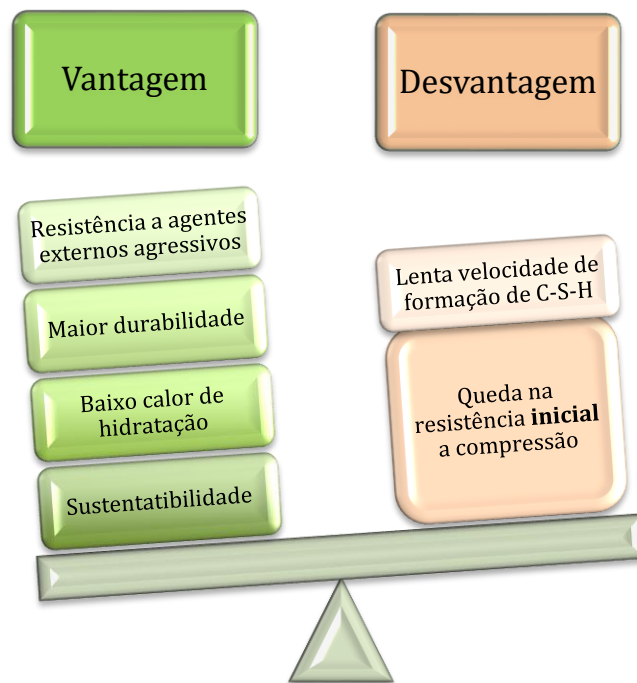 Vantagem
Resistência a agentes
externos agressivos
Maior durabilidade
Baixo calor de
hidratação
Sustentatibilidade
Desvantagem
Lenta velocidade de
formação de C-S-H
Queda na
resistência inicial
a compressão